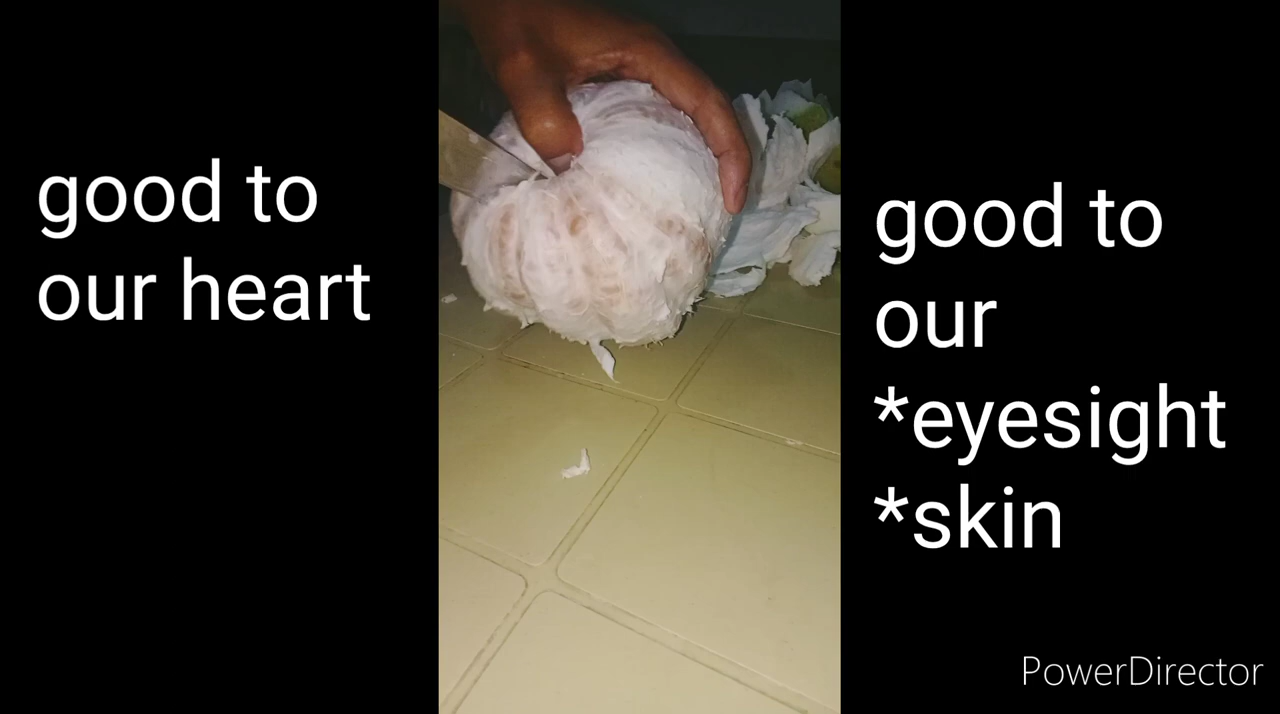 good to
our heart
good to
our
*eyesight
*skin
PowerDirector